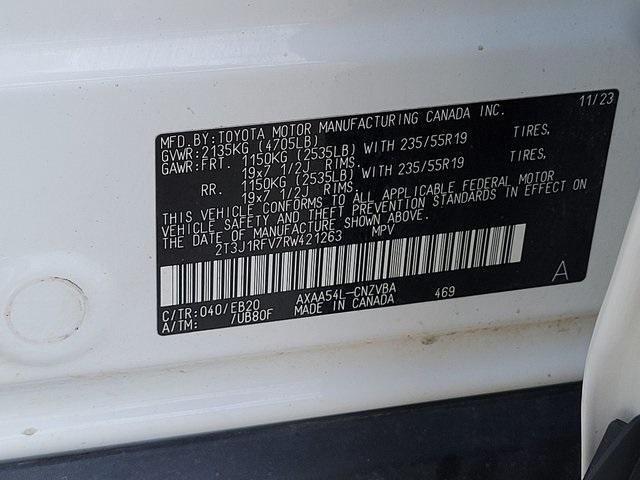 11/23
MFD.BY:TOYOTA MOTOR MANUFACTURING CANADA INC.
GVWR:2135KG (4705LB)
GAWR:FRT. 1150KG (2535LB) WITH 235/55R19 TIRES,
19x7 1/2J RIMS.
RR. 1150KG (2535LB) WITH 235/55R19 TIRES,
19x7 1/2J RIMS.
THIS VEHICLE CONFORMS TO ALL APPLICABLE FEDERAL MOTOR
VEHICLE SAFETY AND THEFT PREVENTION STANDARDS IN EFFECT ON
THE DATE OF MANUFACTURE SHOWN ABOVE.
2T3J1RFV7RW421263 MPV
C/TR:040/EB20 AXAA54L-CNZVBA 469 A
A/TM: /UB80F MADE IN CANADA